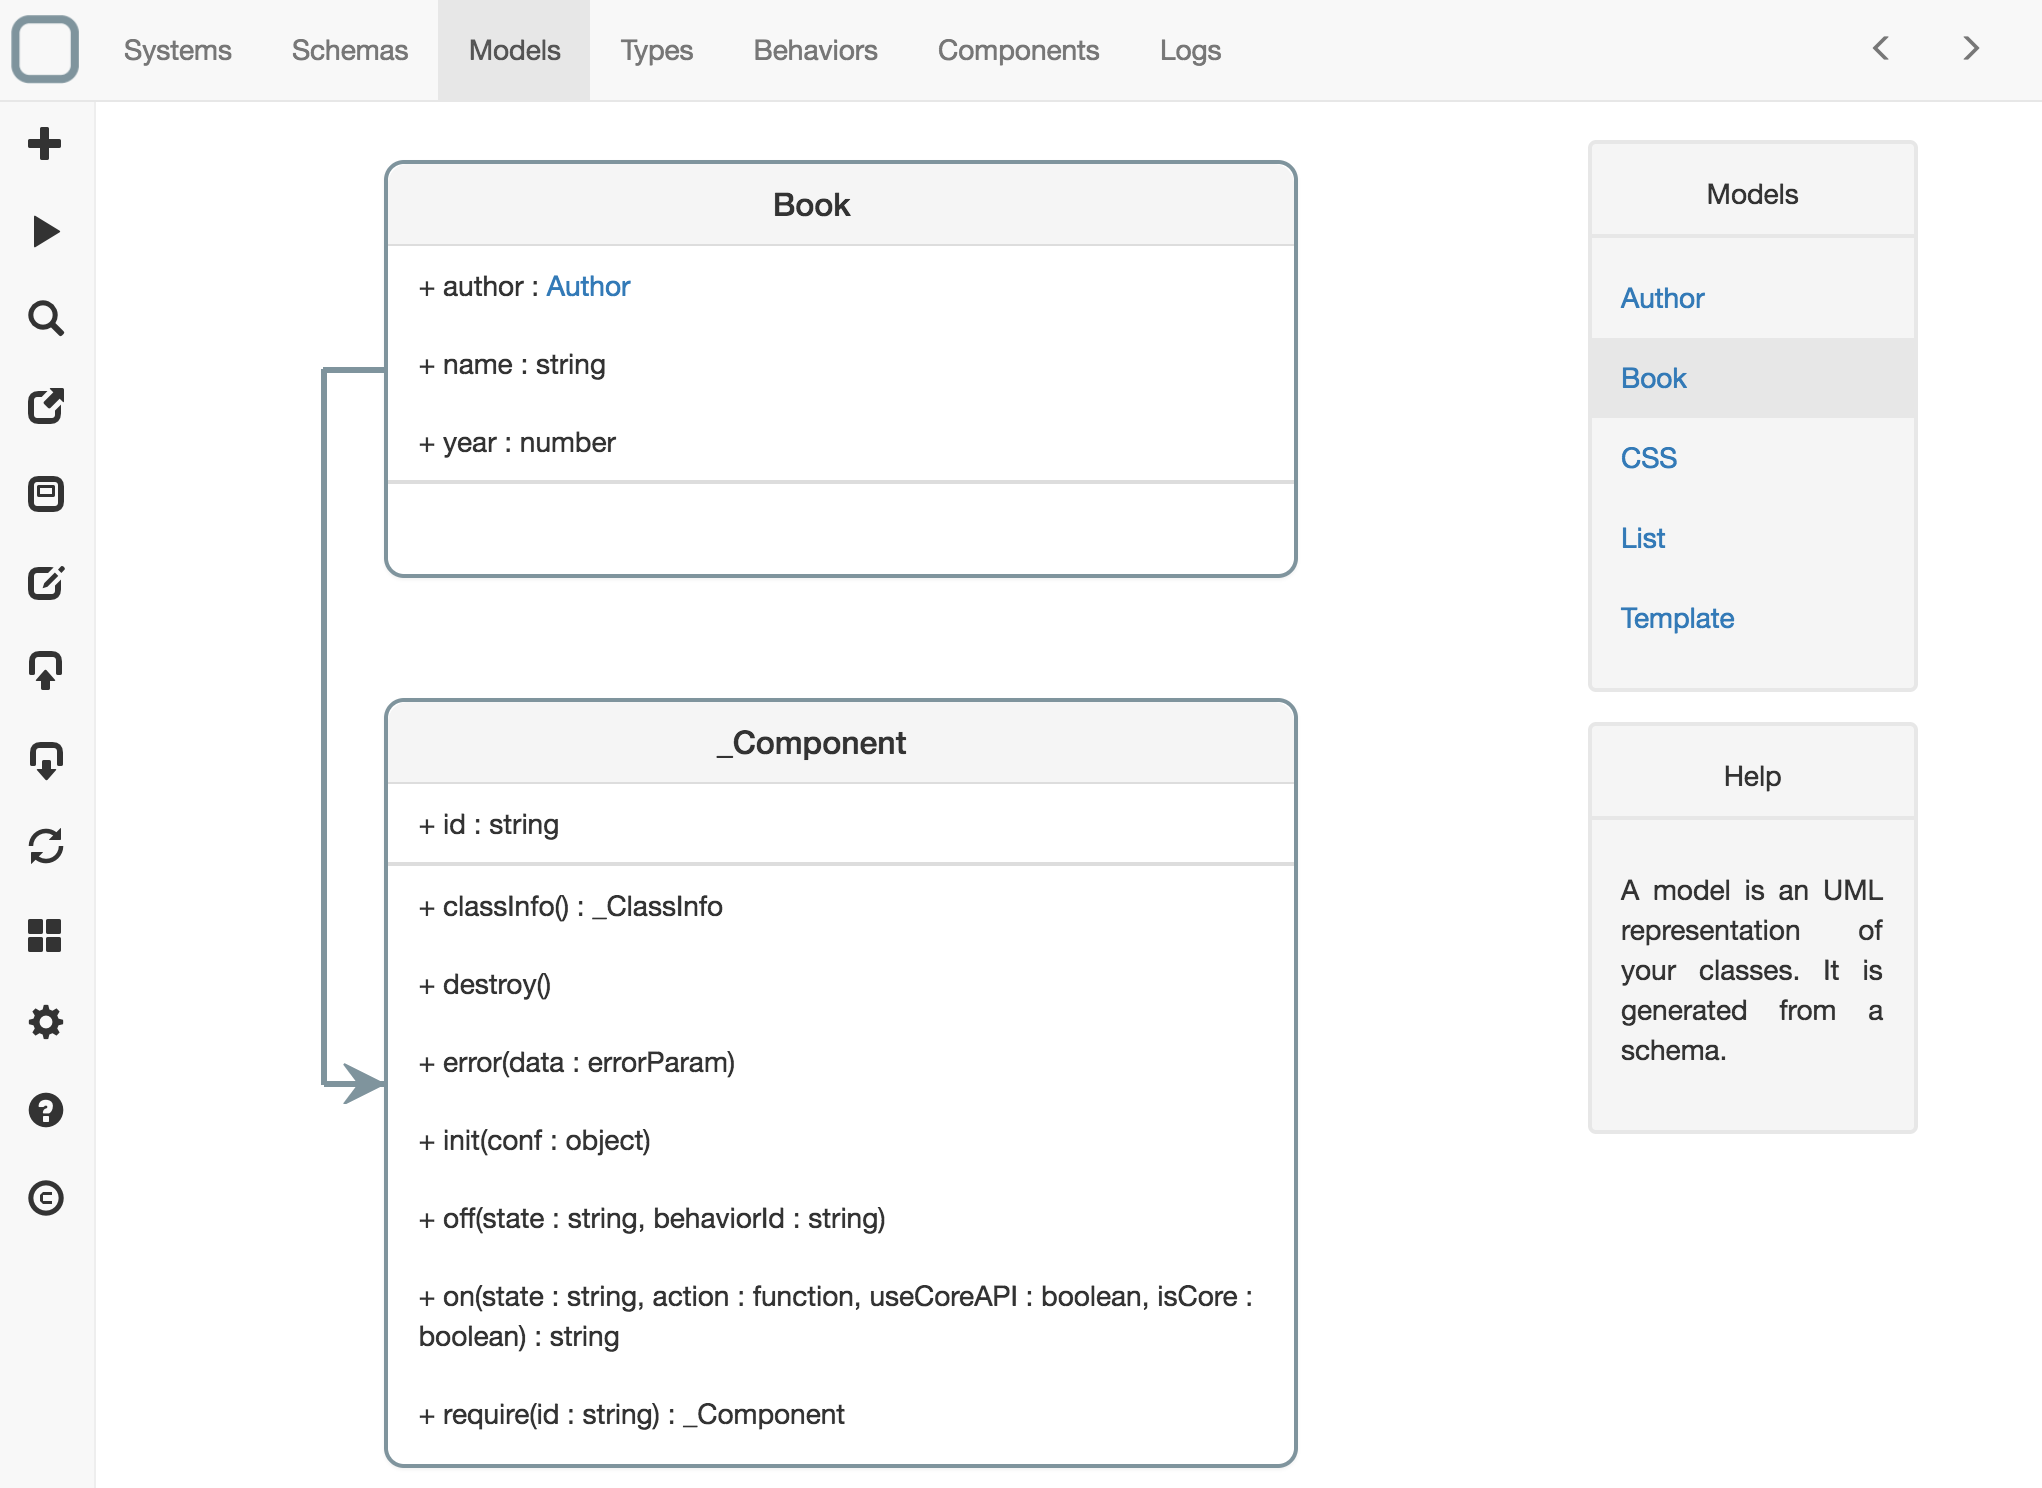 Systems Schemas Models Types Behaviors Components Logs
Book
+ author : Author
+ name : string
+ year : number
_Component
+ id : string
+ classInfo() : _ClassInfo
+ destroy()
+ error(data : errorParam)
+ init(conf : object)
+ off(state : string, behaviorId : string)
+ on(state : string, action : function, useCoreAPI : boolean, isCore :
boolean) : string
+ require(id : string) : _Component
Models
Author
Book
CSS
List
Template
Help
A model is an UML
representation of
your classes. It is
generated from a
schema.